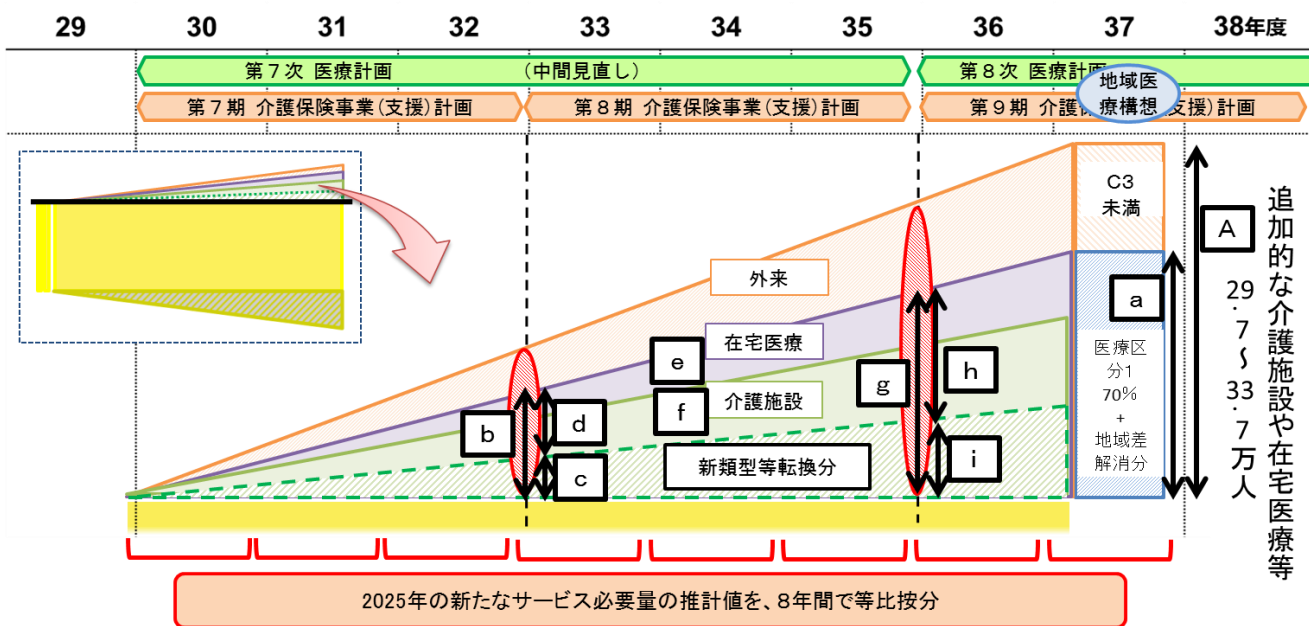 29 30 31 32 33 34 35 36 37 38年度
第7次 医療計画 (中間見直し)
第8次 医療計画
第7期 介護保険事業(支援)計画
第8期 介護保険事業(支援)計画
第9期 介護保険事業(支援)計画
地域医
療構想
C3
未満
A
外来
a
在宅医療
e
h
g
介護施設
f
d
b
c
i
新類型等転換分
医療区
分1
70%
+
地域差
解消分
追加的な介護施設や在宅医療等
29.7~33.7万人
2025年の新たなサービス必要量の推計値を、8年間で等比按分